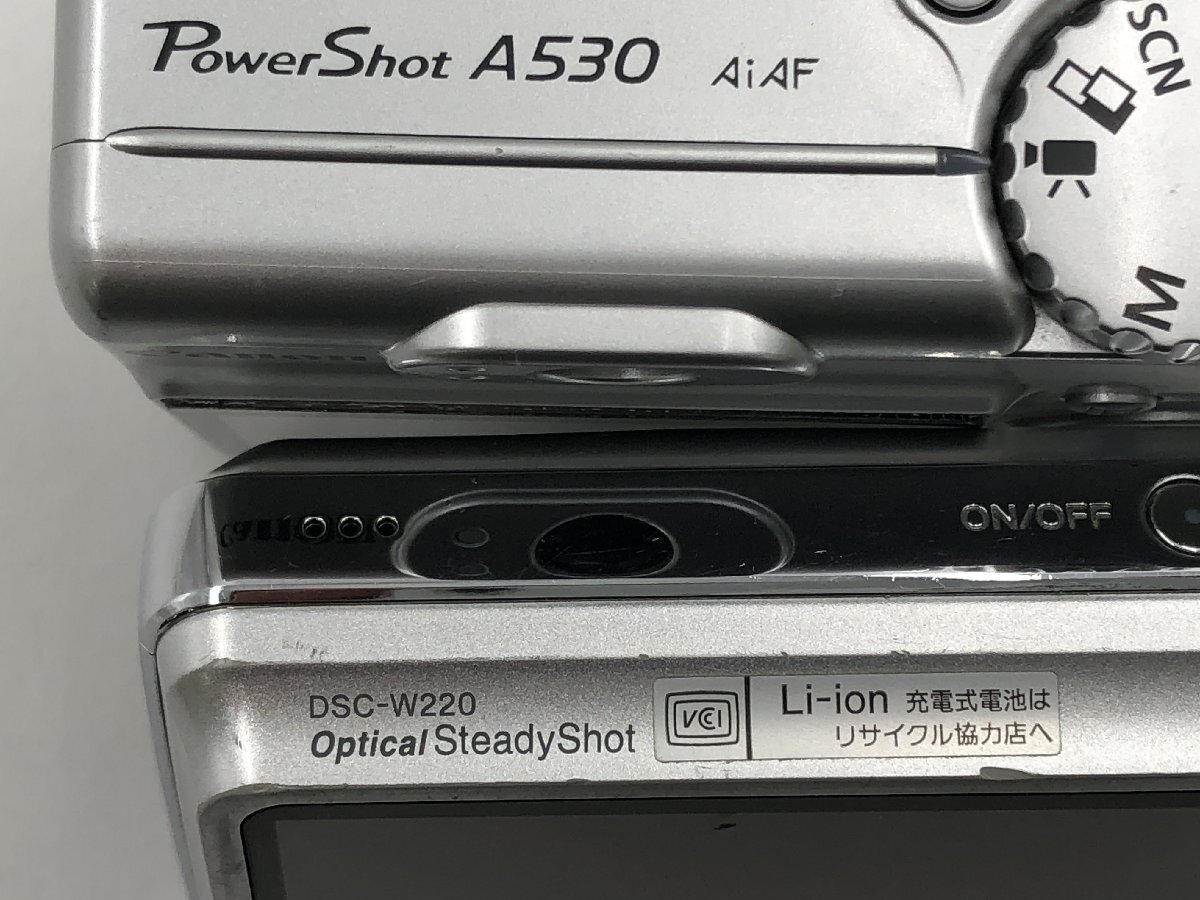 PowerShot A530 AiAF
SCN
M
ON/OFF
DSC-W220
Optical SteadyShot
VCCI
Li-ion 充電式電池は
リサイクル協力店へ